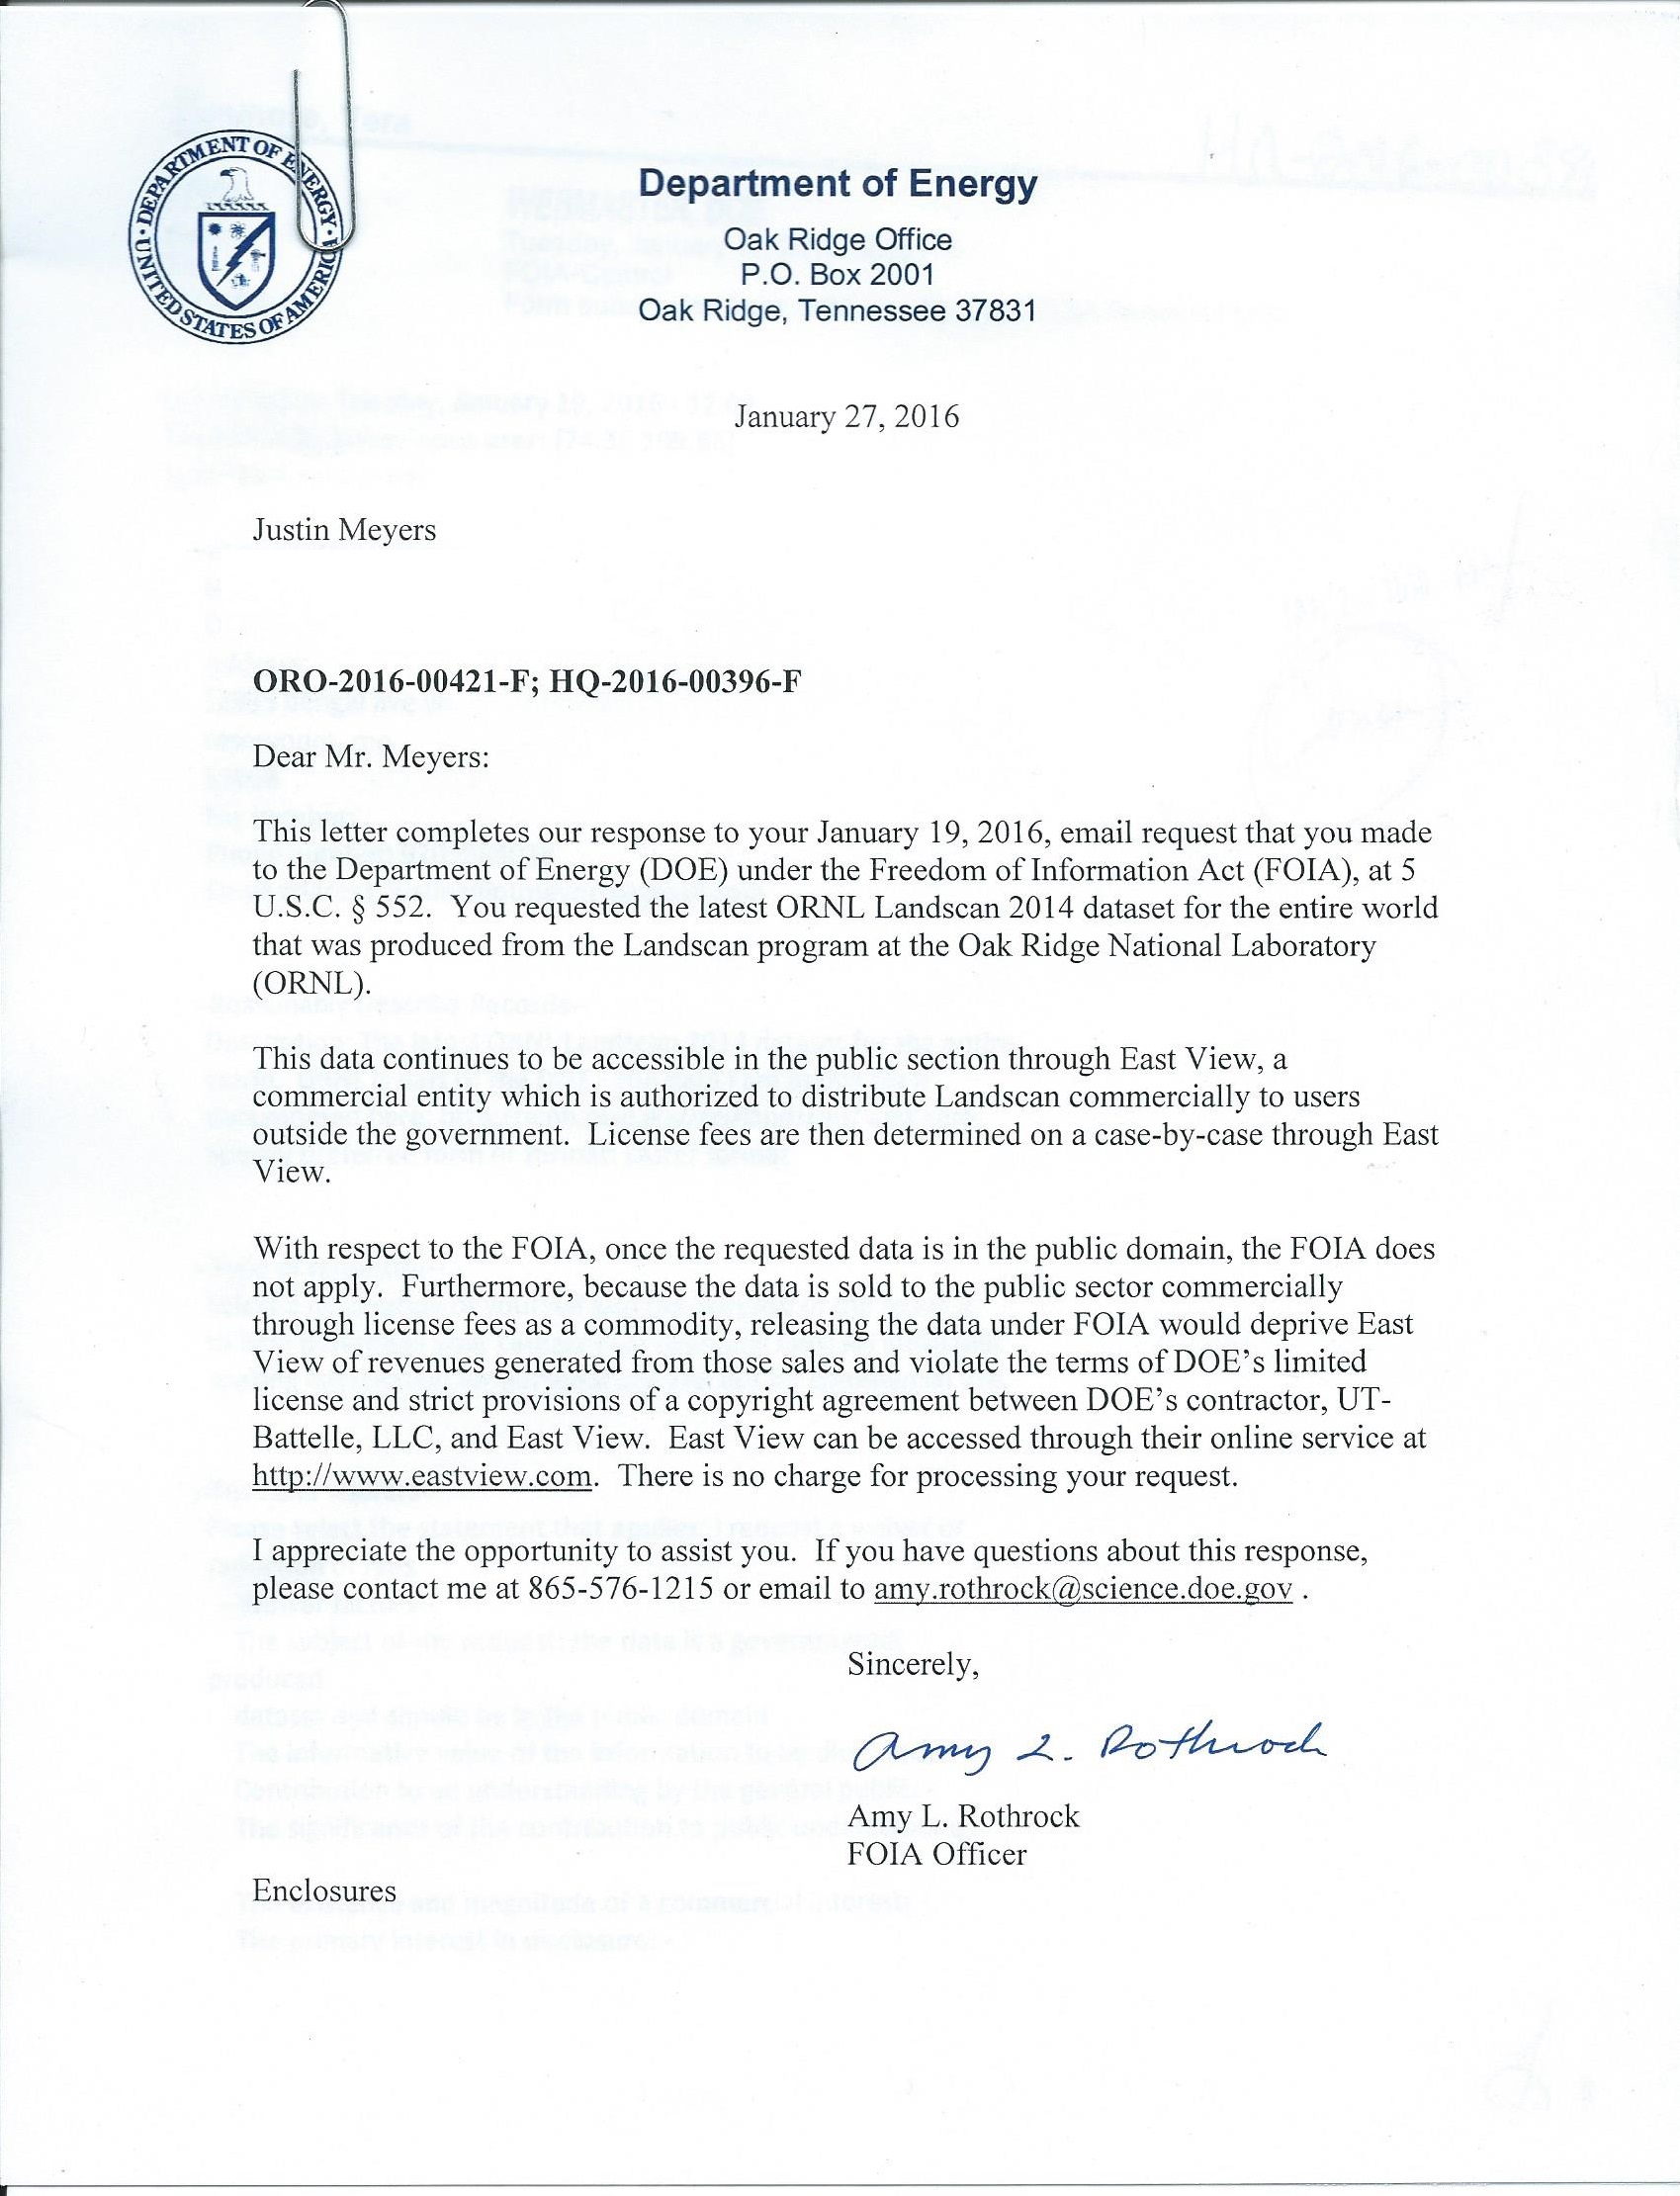 DEPARTMENT OF ENERGY
UNITED STATES OF AMERICA
Department of Energy
Oak Ridge Office
P.O. Box 2001
Oak Ridge, Tennessee 37831
January 27, 2016
Justin Meyers
ORO-2016-00421-F; HQ-2016-00396-F
Dear Mr. Meyers:
This letter completes our response to your January 19, 2016, email request that you made
to the Department of Energy (DOE) under the Freedom of Information Act (FOIA), at 5
U.S.C. § 552.  You requested the latest ORNL Landscan 2014 dataset for the entire world
that was produced from the Landscan program at the Oak Ridge National Laboratory
(ORNL).
This data continues to be accessible in the public section through East View, a
commercial entity which is authorized to distribute Landscan commercially to users
outside the government.  License fees are then determined on a case-by-case through East
View.
With respect to the FOIA, once the requested data is in the public domain, the FOIA does
not apply.  Furthermore, because the data is sold to the public sector commercially
through license fees as a commodity, releasing the data under FOIA would deprive East
View of revenues generated from those sales and violate the terms of DOE's limited
license and strict provisions of a copyright agreement between DOE's contractor, UT-
Battelle, LLC, and East View.  East View can be accessed through their online service at
http://www.eastview.com.  There is no charge for processing your request.
I appreciate the opportunity to assist you.  If you have questions about this response,
please contact me at 865-576-1215 or email to amy.rothrock@science.doe.gov .
Sincerely,
Amy L. Rothrock
Amy L. Rothrock
FOIA Officer
Enclosures